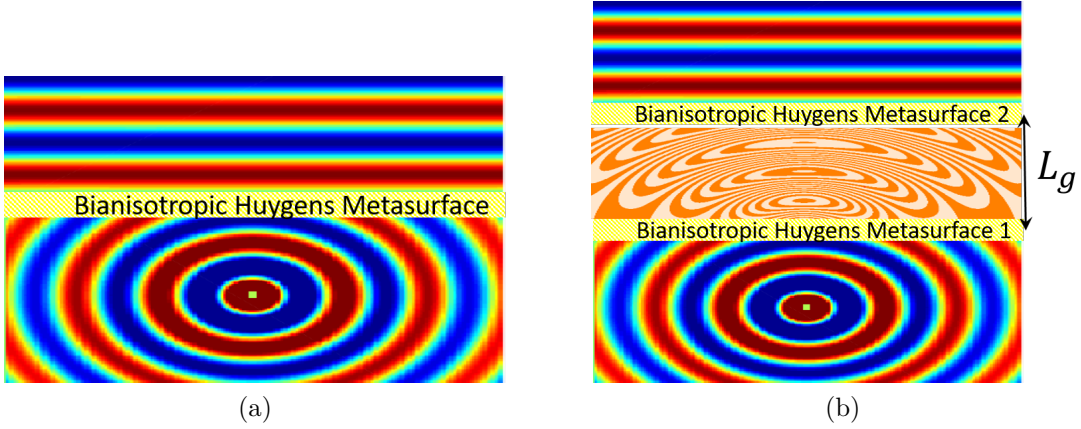 Bianisotropic Huygens Metasurface
(a)
Bianisotropic Huygens Metasurface 2
L_g
Bianisotropic Huygens Metasurface 1
(b)